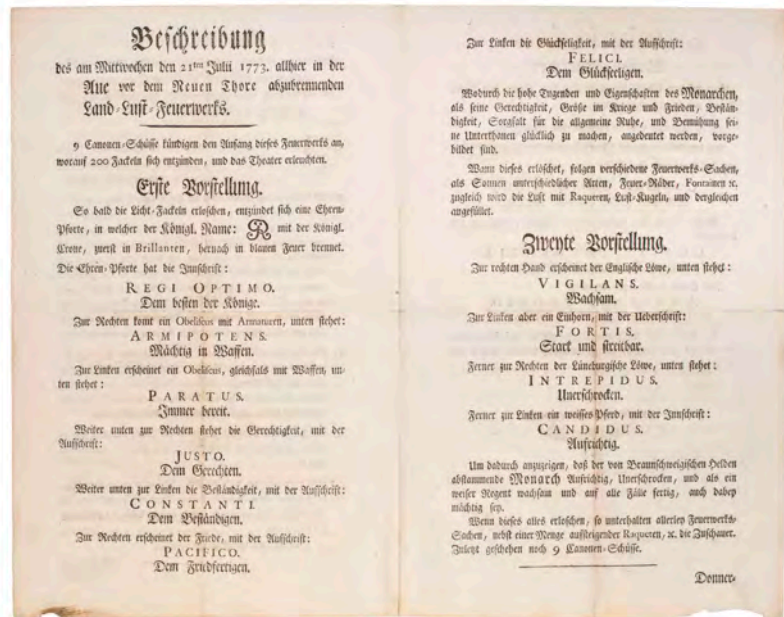 Beschreibung
des am Mittwochen den 21ten Julii 1773. allhier in der
Aue vor dem Neuen Thore abzubrennenden
Land-Lust-Feuerwerks.
9 Canonen-Schüsse kündigen den Anfang dieses Feuerwerks an,
worauf 200 Fackeln sich entzünden, und das Theater erleuchten.
Erste Vorstellung.
So bald die Licht-Fackeln erloschen, entzündet sich eine Ehren-
Pforte, in welcher der Königl. Name: R mit der Königl.
Crone, zuerst in Brillanten, hernach in blauen Feuer brennet.
Die Ehren-Pforte hat die Innschrift:
REGI OPTIMO.
Dem besten der Könige.
Zur Rechten komt ein Obeliscus mit Armaturen, unten stehet:
ARMIPOTENS.
Mächtig in Waffen.
Zur Linken erscheinet ein Obeliscus, gleichfals mit Waffen, un-
ten stehet:
PARATUS.
Immer bereit.
Weiter unten zur Rechten stehet die Gerechtigkeit, mit der
Aufschrift:
JUSTO.
Dem Gerechten.
Weiter unten zur Linken die Beständigkeit, mit der Aufschrift:
CONSTANTI.
Dem Beständigen.
Zur Rechten erscheinet der Friede, mit der Aufschrift:
PACIFICO.
Dem Friedfertigen.
Zur Linken die Glückseligkeit, mit der Aufschrift:
FELICI.
Dem Glückseeligen.
Wodurch die hohe Tugenden und Eigenschaften des Monarchen,
als seine Gerechtigkeit, Größe im Kriege und Frieden, Bestän-
digkeit, Sorgfalt für die allgemeine Ruhe, und Bemühung sei-
ne Unterthanen glücklich zu machen, angedeutet werden, vorge-
bildet sind.
Wann dieses erlöschet, folgen verschiedene Feuerwerks-Sachen,
als Sonnen unterschiedlicher Arten, Feuer-Räder, Fontainen ꝛc.
zugleich wird die Luft mit Raqueten, Lust-Kugeln, und dergleichen
angefüllet.
Zweyte Vorstellung.
Zur rechten Hand erscheinet der Englische Löwe, unten stehet:
VIGILANS.
Wachsam.
Zur Linken aber ein Einhorn, mit der Ueberschrift:
FORTIS.
Stark und streitbar.
Ferner zur Rechten der Lüneburgische Löwe, unten stehet:
INTREPIDUS.
Unerschrocken.
Ferner zur Linken ein weisses Pferd, mit der Innschrift:
CANDIDUS.
Aufrichtig.
Um dadurch anzuzeigen, daß der von Braunschweigischen Helden
abstammende Monarch Aufrichtig, Unerschrocken, und als ein
weiser Regent wachsam und auf alle Fälle fertig, auch dabey
mächtig sey.
Wenn dieses alles erloschen, so unterhalten allerley Feuerwerks-
Sachen, nebst einer Menge aufsteigender Raqueten, ꝛc. die Zuschauer.
Zuletzt geschehen noch 9 Canonen-Schüsse.
Donner-